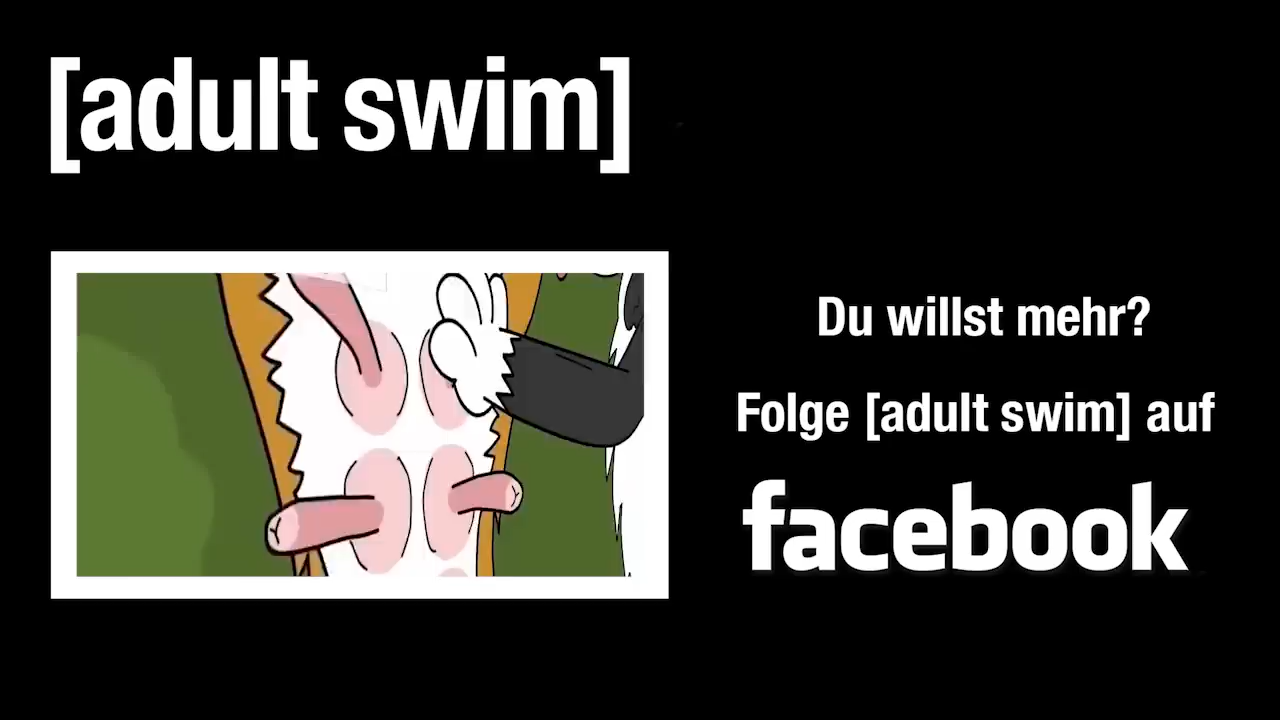 [adult swim]
Du willst mehr?
Folge [adult swim] auf
facebook